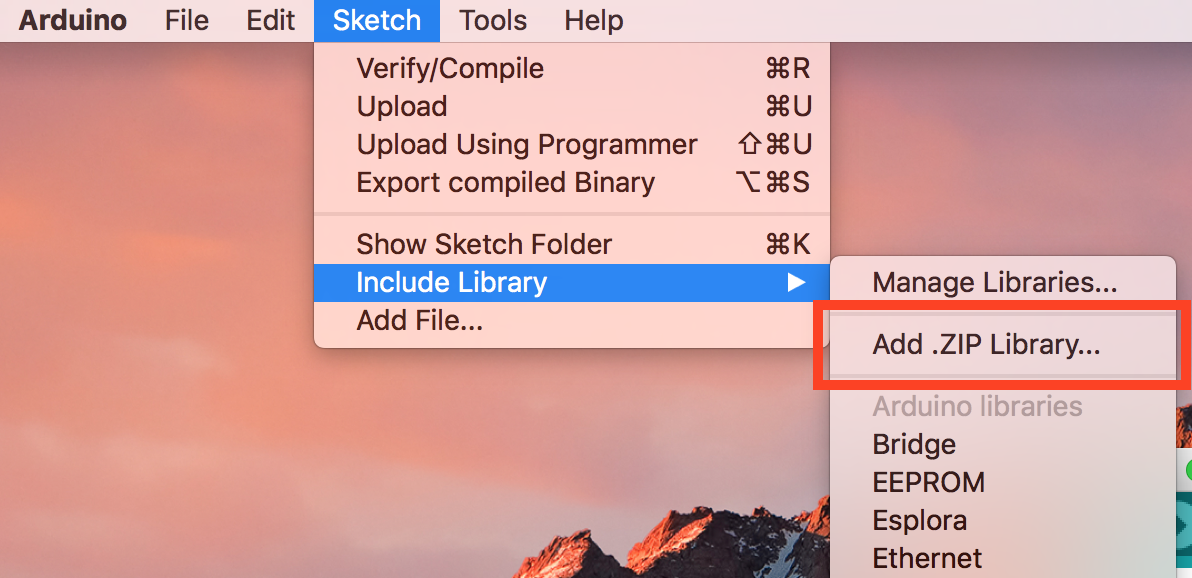 Arduino File Edit Sketch Tools Help
Verify/Compile ⌘R
Upload ⌘U
Upload Using Programmer ⇧⌘U
Export compiled Binary ⌥⌘S
Show Sketch Folder ⌘K
Include Library ▶
Add File...
Manage Libraries...
Add .ZIP Library...
Arduino libraries
Bridge
EEPROM
Esplora
Ethernet